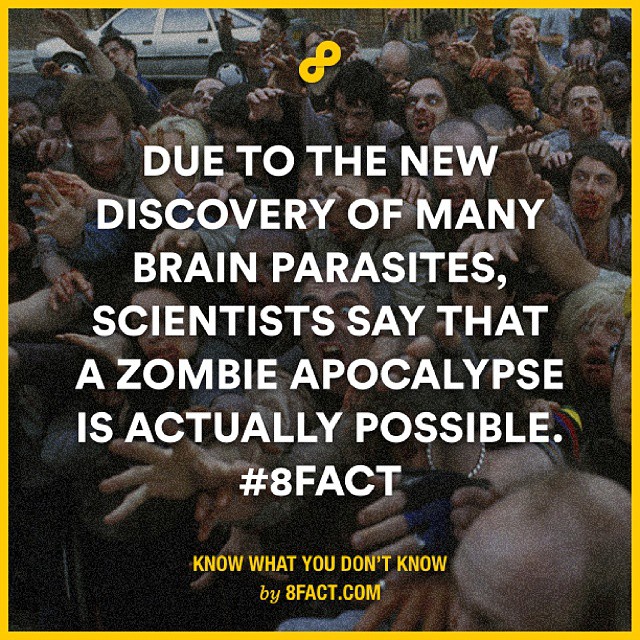 DUE TO THE NEW
DISCOVERY OF MANY
BRAIN PARASITES,
SCIENTISTS SAY THAT
A ZOMBIE APOCALYPSE
IS ACTUALLY POSSIBLE.
#8FACT
KNOW WHAT YOU DON'T KNOW
by 8FACT.COM